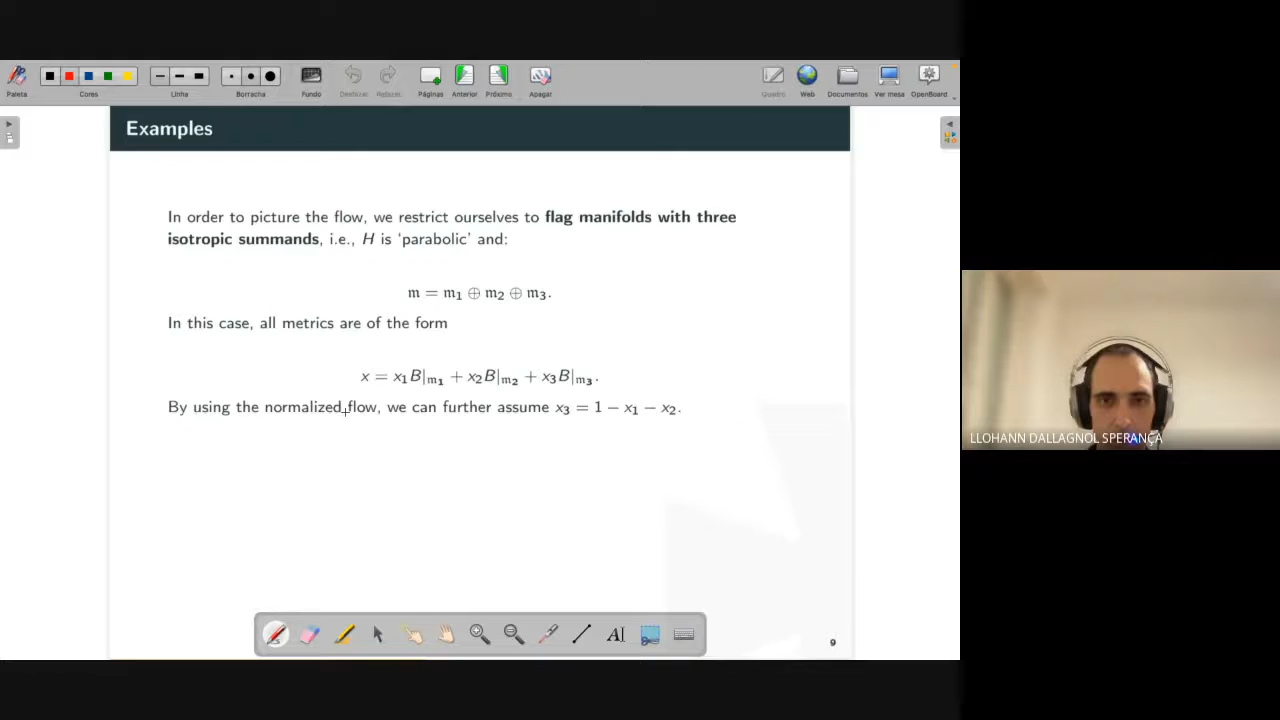 Paleta
Cores
Linha
Borracha
Fundo
Desfazer
Refazer
Páginas
Anterior
Próximo
Apagar
Quadro
Web
Documentos
Ver mesa
OpenBoard
Examples
In order to picture the flow, we restrict ourselves to flag manifolds with three
isotropic summands, i.e., H is ‘parabolic’ and:
𝔪 = 𝔪₁ ⊕ 𝔪₂ ⊕ 𝔪₃.
In this case, all metrics are of the form
x = x₁B|𝔪₁ + x₂B|𝔪₂ + x₃B|𝔪₃.
By using the normalized flow, we can further assume x₃ = 1 − x₁ − x₂.
LLOHANN DALLAGNOL SPERANÇA
AI
9